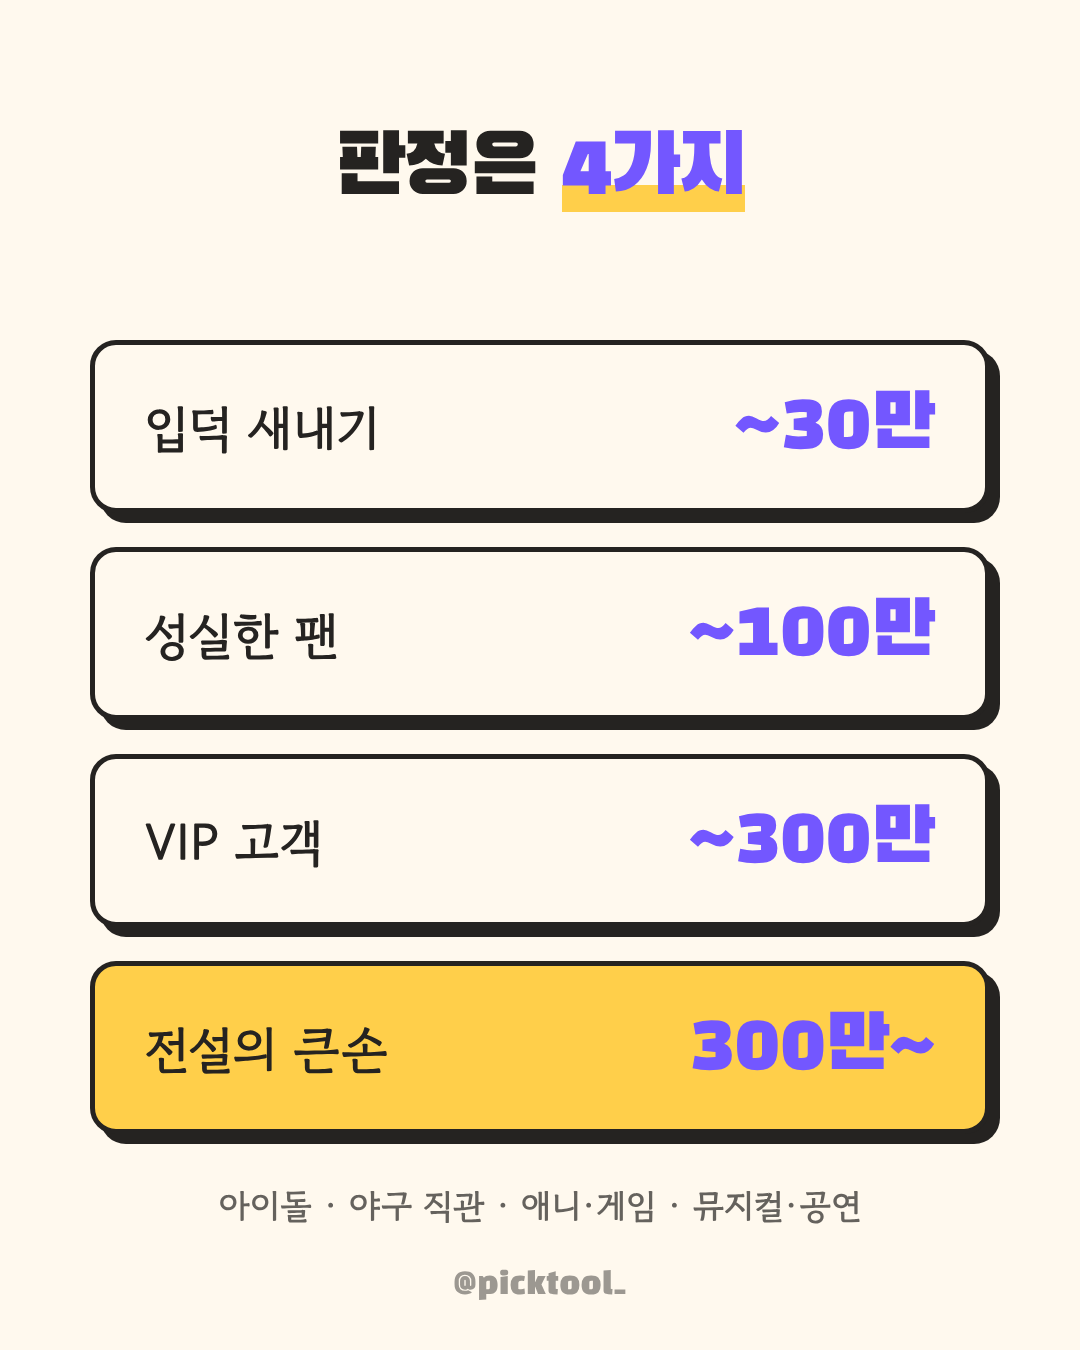 판정은 4가지
입덕 새내기 ~30만
성실한 팬 ~100만
VIP 고객 ~300만
전설의 큰손 300만~
아이돌 · 야구 직관 · 애니·게임 · 뮤지컬·공연
@picktool_